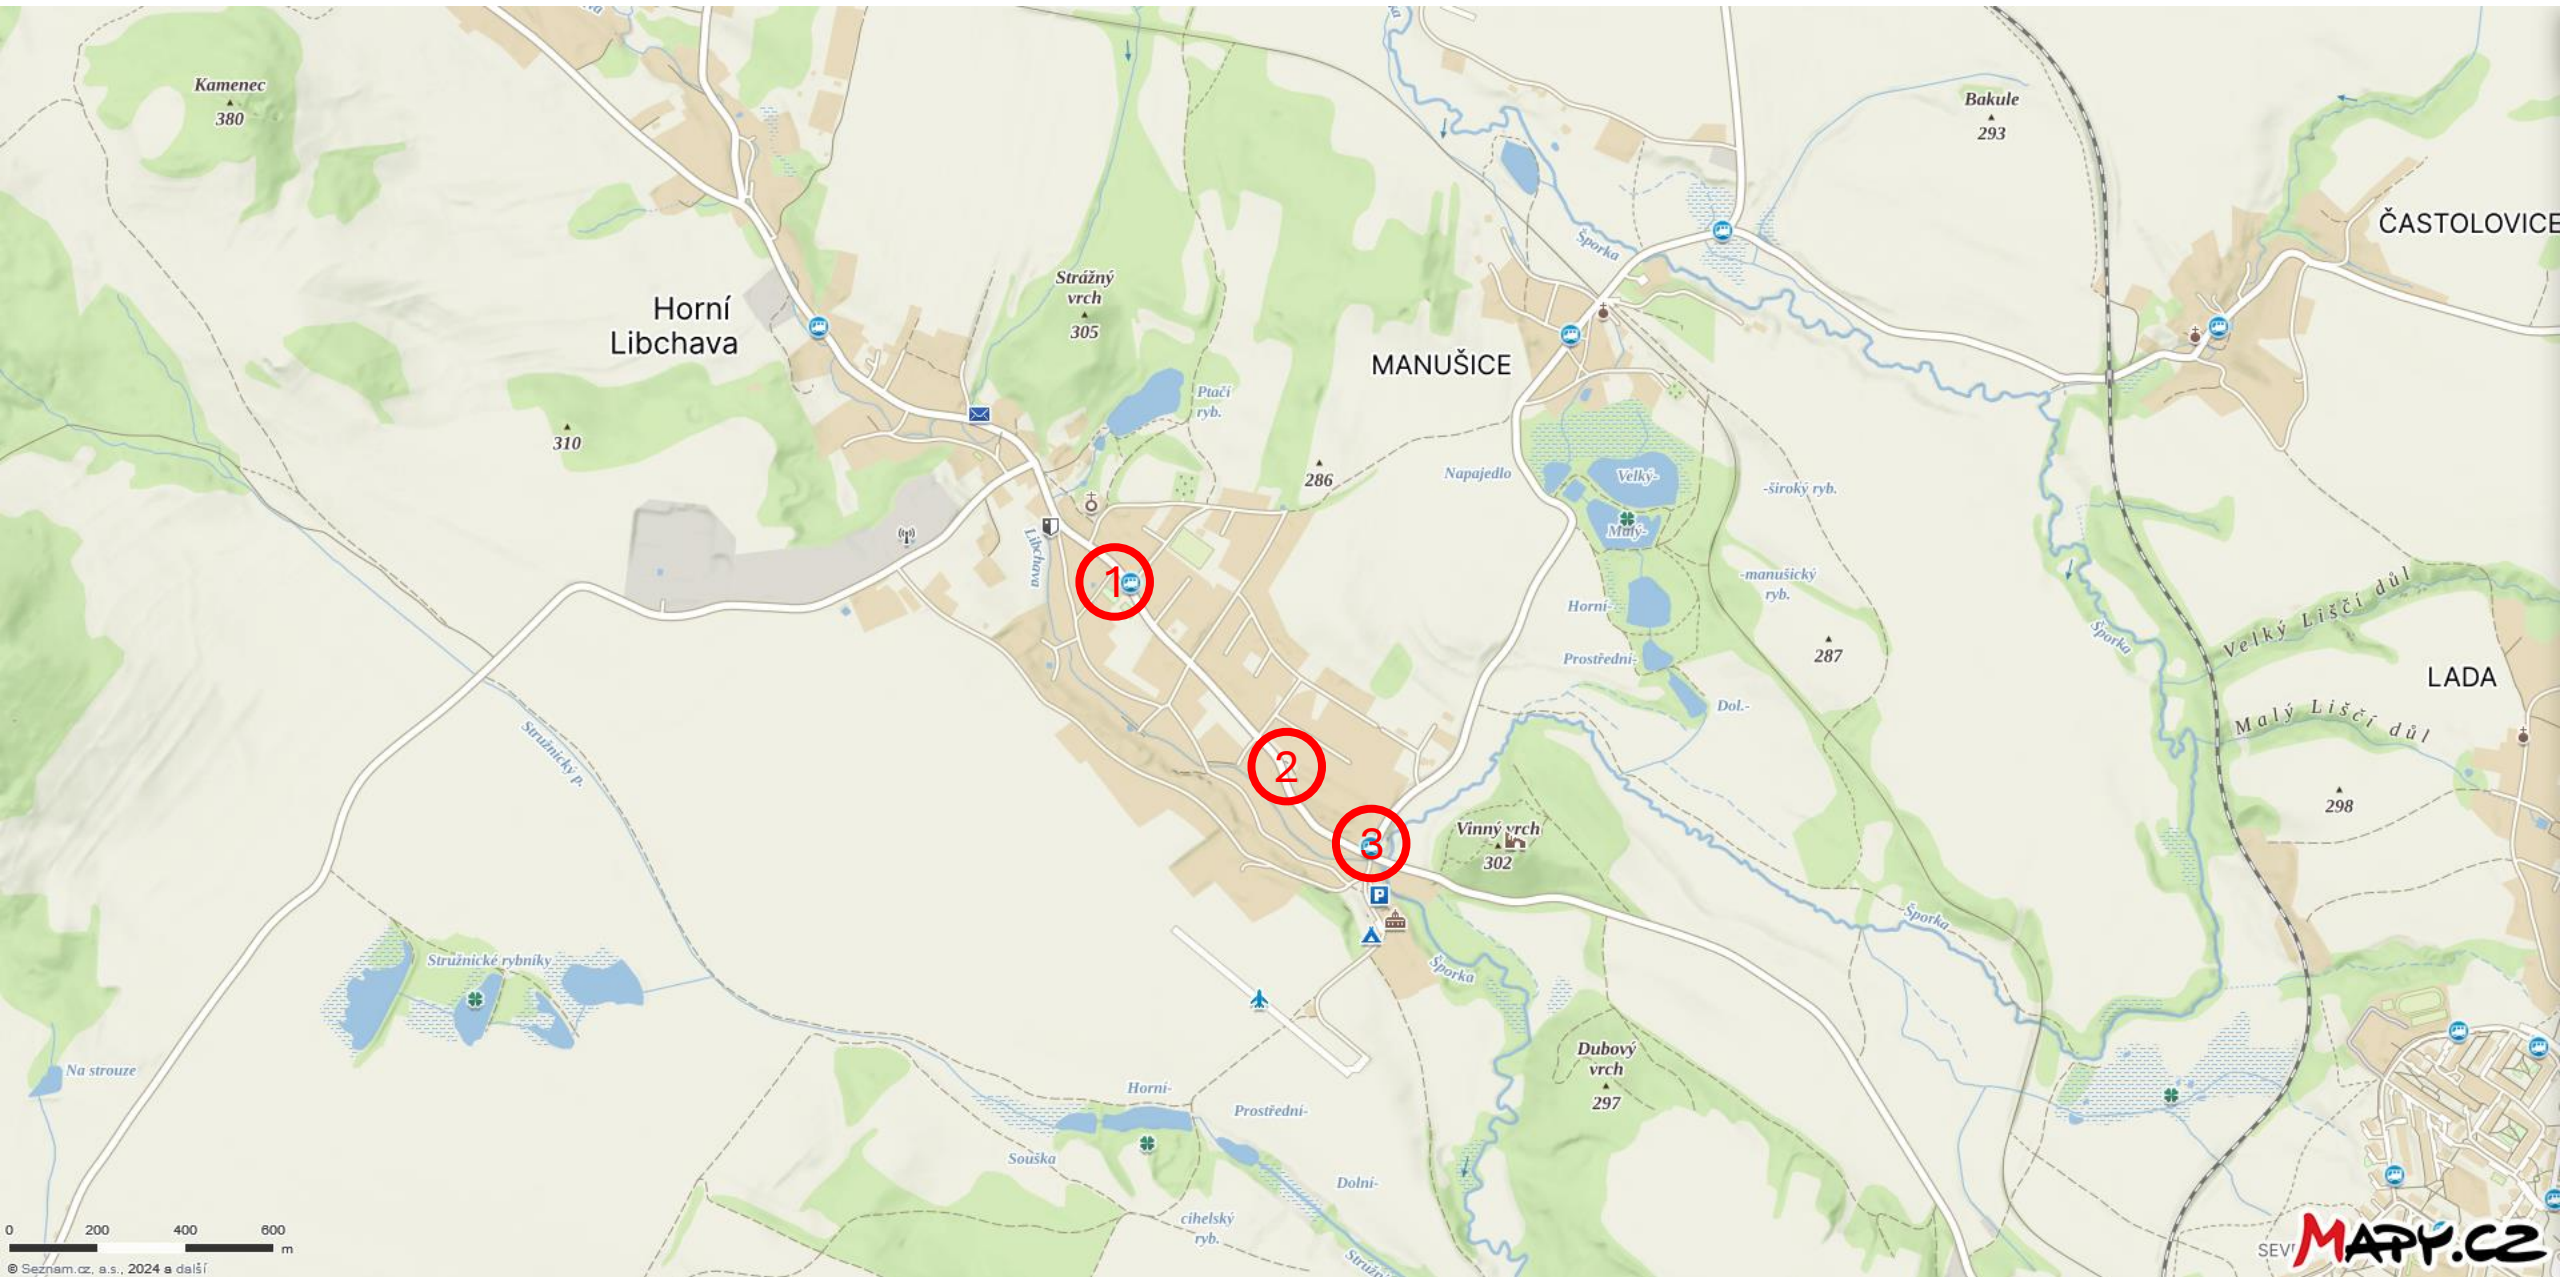 Kamenec
380
Bakule
293
ČASTOLOVICE
Šporka
Strážný
vrch
305
Horní
Libchava
MANUŠICE
Ptačí
ryb.
310
286
Napajedlo
Velký-
-široký ryb.
Malý-
Libchava
1
-manušický
ryb.
Horní-
Velký Liščí důl
Šporka
287
Prostřední-
LADA
Dol.-
Malý Liščí důl
Stružnický p.
2
298
Vinný vrch
302
3
P
Šporka
Stružnické rybníky
Šporka
Dubový
vrch
297
Na strouze
Horní-
Prostřední-
Souška
Dolní-
cihelský
ryb.
0 200 400 600
m
© Seznam.cz, a.s., 2024 a další
MAPY.CZ